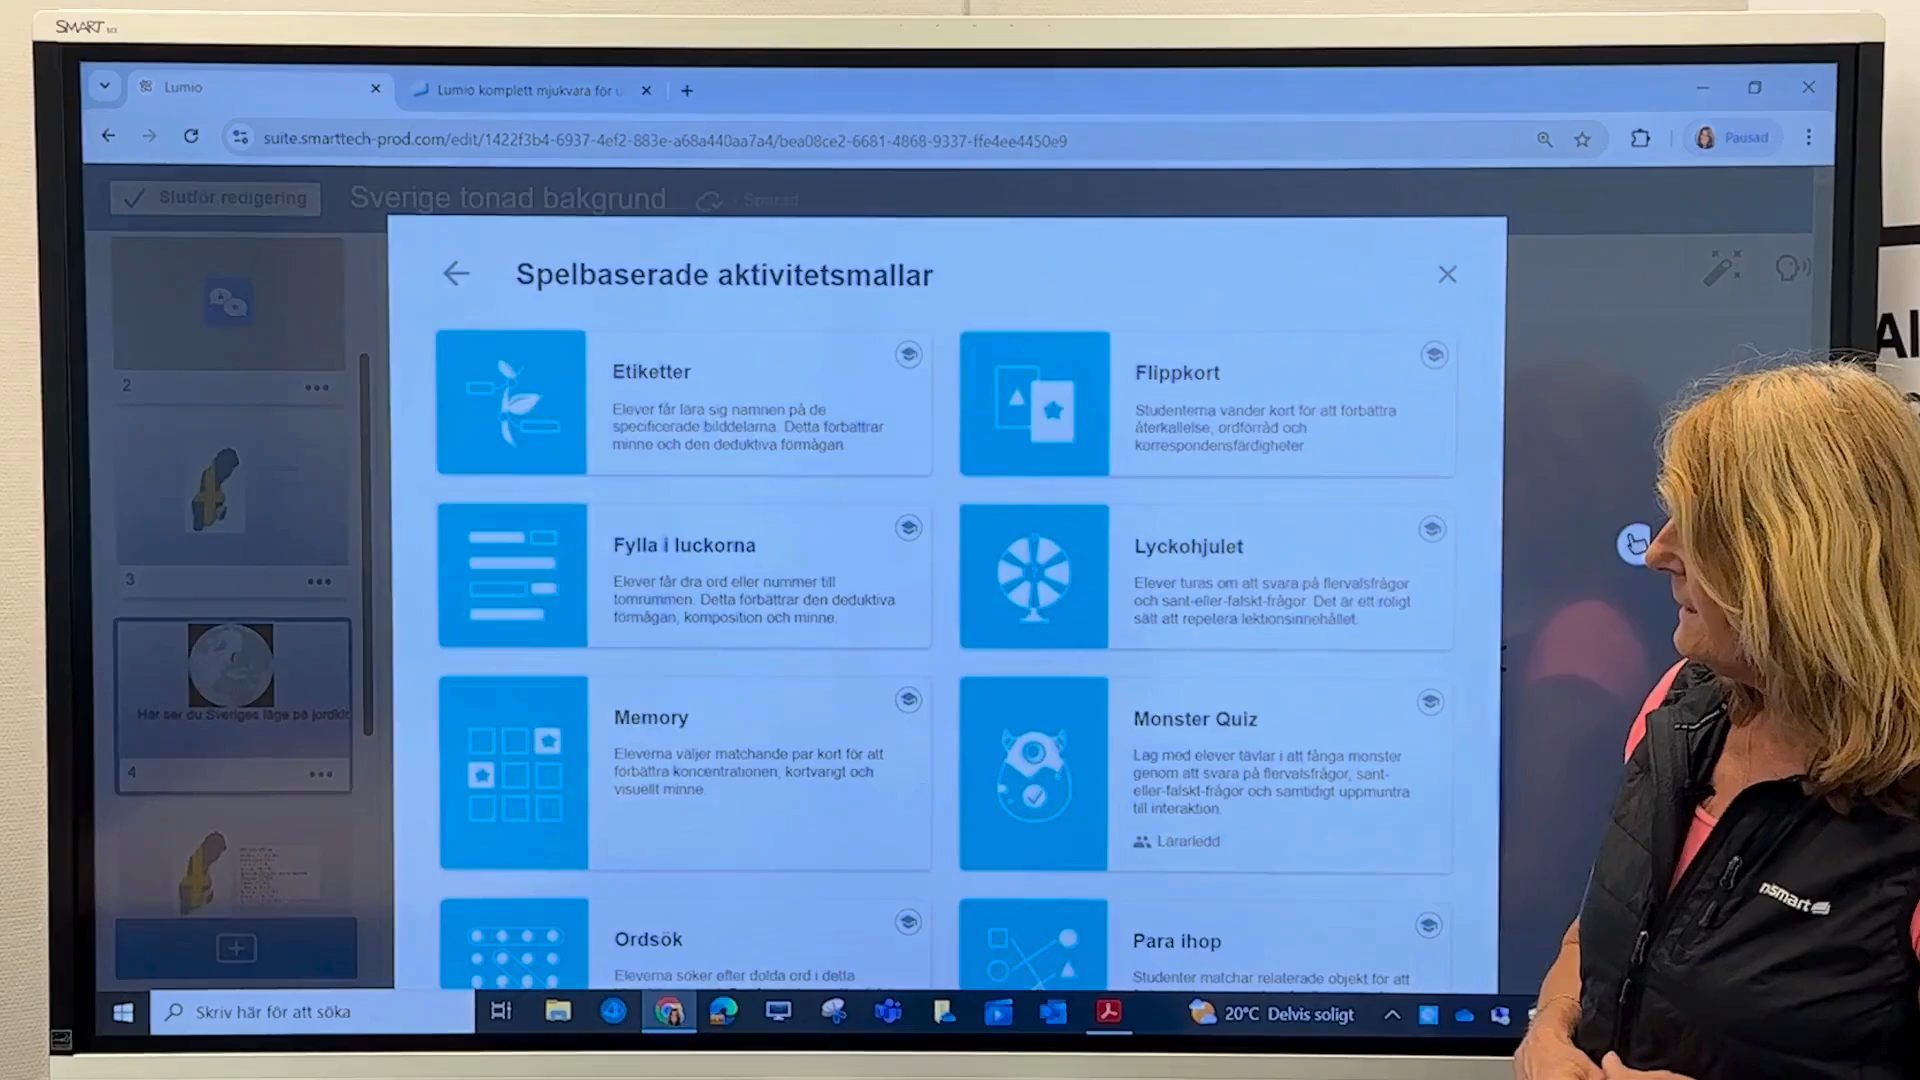 SMART MX
Lumio
Lumio komplett mjukvara för u
suite.smarttech-prod.com/edit/1422f3b4-6937-4ef2-883e-a68a440aa7a4/bea08ce2-6681-4868-9337-ffe4ee4450e9
Pausad
Slutför redigering
Sverige tonad bakgrund
Sparad
2
3
Här ser du Sveriges läge på jordklo
4
Spelbaserade aktivitetsmallar
Etiketter
Elever får lära sig namnen på de
specificerade bilddelarna. Detta förbättrar
minne och den deduktiva förmågan.
Flippkort
Studenterna vänder kort för att förbättra
återkallelse, ordförråd och
korrespondensfärdigheter
Fylla i luckorna
Elever får dra ord eller nummer till
tomrummen. Detta förbättrar den deduktiva
förmågan, komposition och minne.
Lyckohjulet
Elever turas om att svara på flervalsfrågor
och sant-eller-falskt-frågor. Det är ett roligt
sätt att repetera lektionsinnehållet.
Memory
Eleverna väljer matchande par kort för att
förbättra koncentrationen, kortvarigt och
visuellt minne.
Monster Quiz
Lag med elever tävlar i att fånga monster
genom att svara på flervalsfrågor, sant-
eller-falskt-frågor och samtidigt uppmuntra
till interaktion.
Lärarledd
Ordsök
Eleverna söker efter dolda ord i detta
Para ihop
Studenter matchar relaterade objekt för att
Skriv här för att söka
20°C Delvis soligt
Al
nsmart